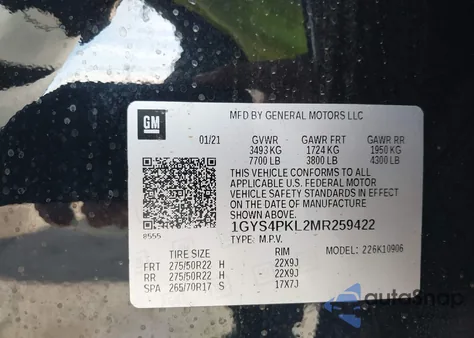 GM
MFD BY GENERAL MOTORS LLC
01/21 GVWR GAWR FRT GAWR RR
3493 KG 1724 KG 1950 KG
7700 LB 3800 LB 4300 LB
THIS VEHICLE CONFORMS TO ALL
APPLICABLE U.S. FEDERAL MOTOR
VEHICLE SAFETY STANDARDS IN EFFECT
ON THE DATE OF MANUFACTURE
SHOWN ABOVE.
1GYS4PKL2MR259422
8555 TYPE: M.P.V.
MODEL: 226K10906
TIRE SIZE RIM
FRT 275/50R22 H 22X9J
RR 275/50R22 H 22X9J
SPA 265/70R17 S 17X7J
autoSnap